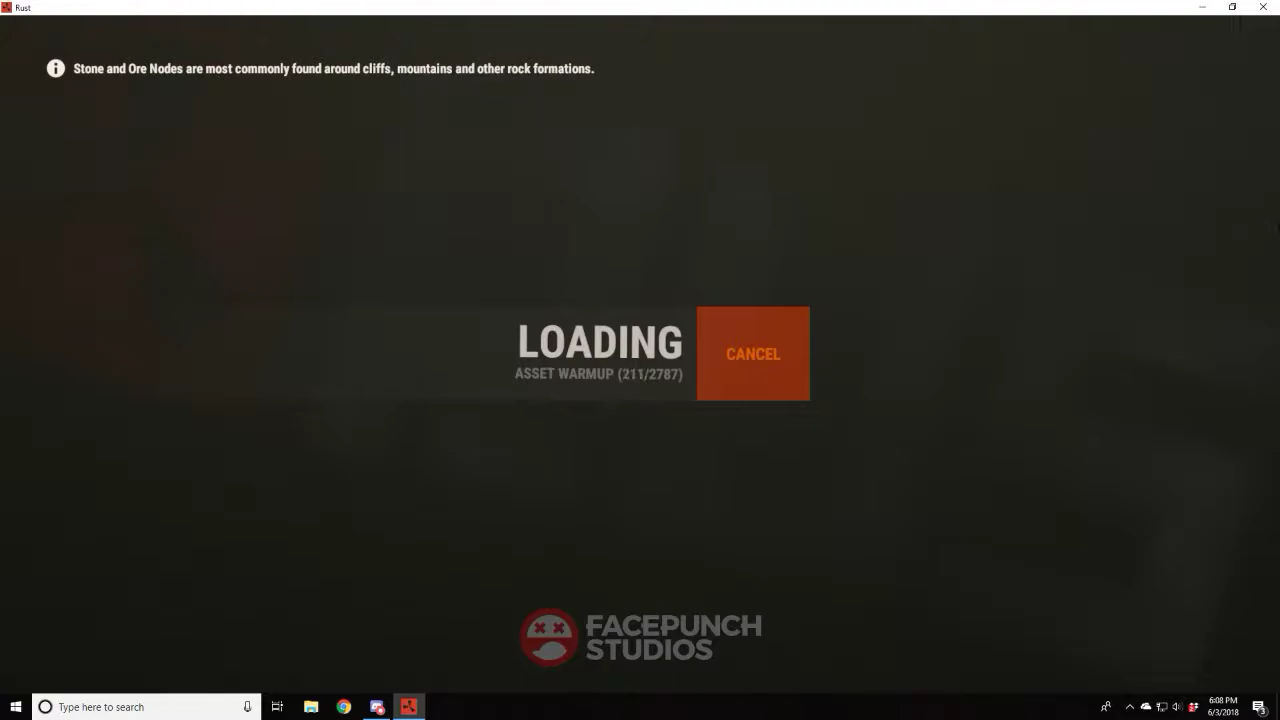 Rust
Stone and Ore Nodes are most commonly found around cliffs, mountains and other rock formations.
LOADING
CANCEL
ASSET WARMUP (211/2787)
FACEPUNCH
STUDIOS
Type here to search
6:08 PM
6/3/2018
3